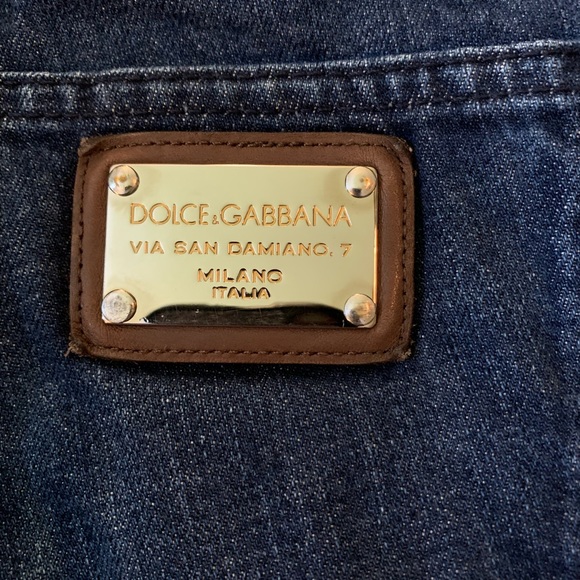 DOLCE&GABBANA
VIA SAN DAMIANO, 7
MILANO
ITALIA